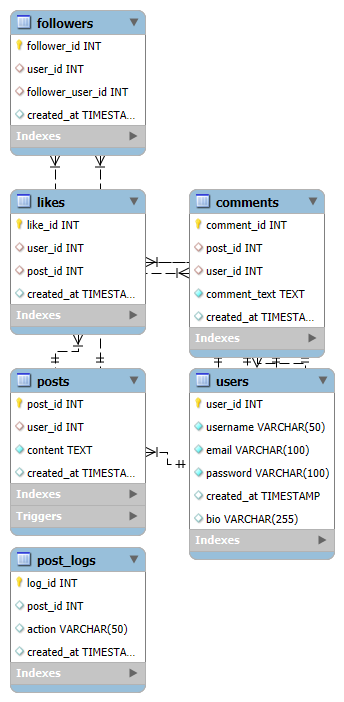 followers
follower_id INT
user_id INT
follower_user_id INT
created_at TIMESTA...
Indexes
likes
like_id INT
user_id INT
post_id INT
created_at TIMESTA...
Indexes
comments
comment_id INT
post_id INT
user_id INT
comment_text TEXT
created_at TIMESTA...
Indexes
posts
post_id INT
user_id INT
content TEXT
created_at TIMESTA...
Indexes
Triggers
users
user_id INT
username VARCHAR(50)
email VARCHAR(100)
password VARCHAR(100)
created_at TIMESTAMP
bio VARCHAR(255)
Indexes
post_logs
log_id INT
post_id INT
action VARCHAR(50)
created_at TIMESTA...